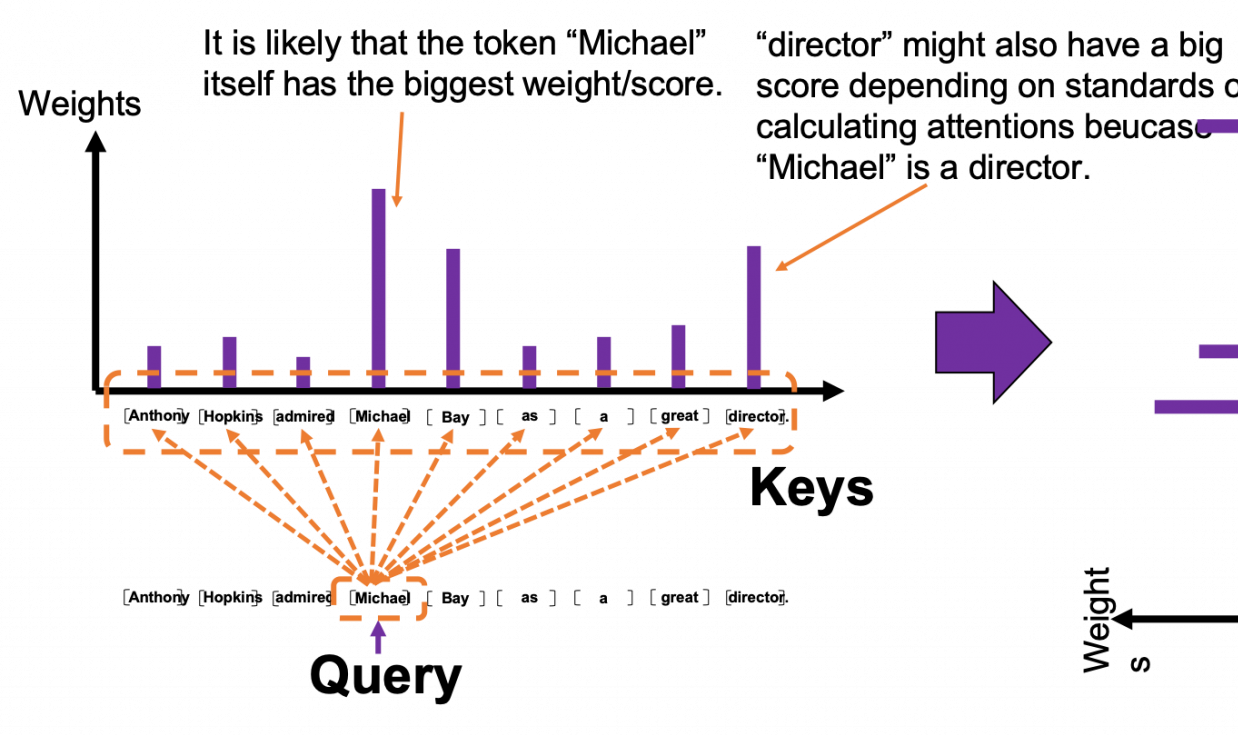 It is likely that the token “Michael”
itself has the biggest weight/score.
“director” might also have a big
score depending on standards
calculating attentions beucase
“Michael” is a director.
Weights
[Anthony] [Hopkins] [admired] [Michael] [ Bay ] [ as ] [ a ] [ great ] [director.]
Keys
[Anthony] [Hopkins] [admired] [Michael] [ Bay ] [ as ] [ a ] [ great ] [director.]
Query
Weight
s